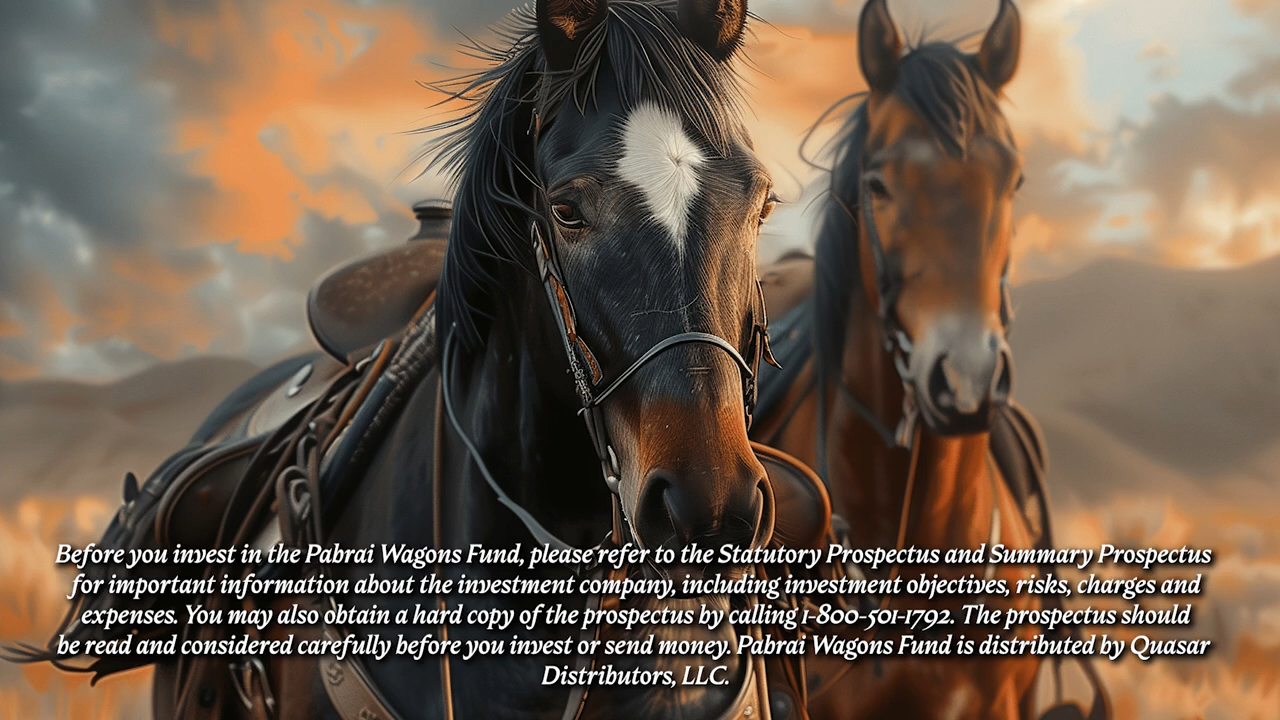 Before you invest in the Pabrai Wagons Fund, please refer to the Statutory Prospectus and Summary Prospectus
for important information about the investment company, including investment objectives, risks, charges and
expenses. You may also obtain a hard copy of the prospectus by calling 1-800-501-1792. The prospectus should
be read and considered carefully before you invest or send money. Pabrai Wagons Fund is distributed by Quasar
Distributors, LLC.